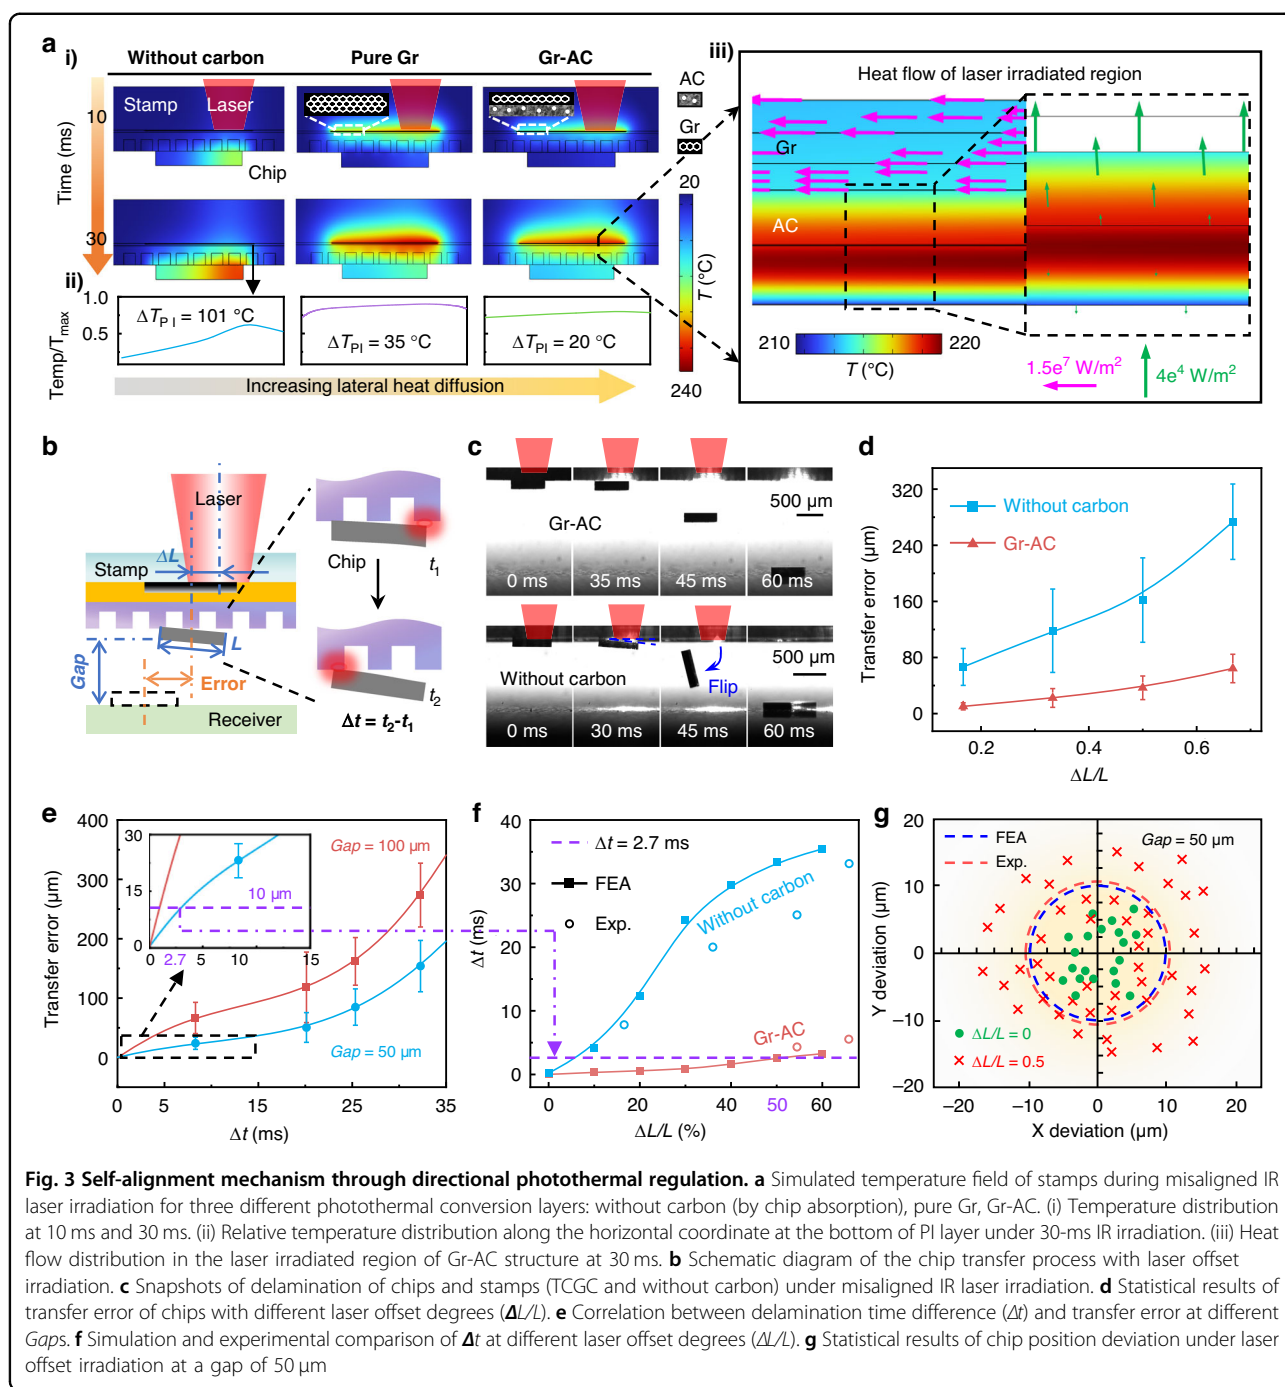 a
i)
Without carbon
Pure Gr
Gr-AC
Stamp
Laser
Chip
AC
Gr
Time (ms)
10
30
20
T (°C)
240
ii)
Temp/T_max
1.0
0.5
ΔT_PI = 101 °C
ΔT_PI = 35 °C
ΔT_PI = 20 °C
Increasing lateral heat diffusion
iii)
Heat flow of laser irradiated region
Gr
AC
210
220
T (°C)
1.5e⁷ W/m²
4e⁴ W/m²
b
Laser
ΔL
Stamp
L
Gap
Error
Receiver
Chip
t₁
t₂
Δt = t₂-t₁
c
Gr-AC
500 µm
0 ms
35 ms
45 ms
60 ms
Without carbon
Flip
500 µm
0 ms
30 ms
45 ms
60 ms
d
Transfer error (µm)
320
240
160
80
0
Without carbon
Gr-AC
0.2
0.4
0.6
ΔL/L
e
Transfer error (µm)
400
300
200
100
0
30
15
0
0
2.7
5
10
15
10 µm
Gap = 100 µm
Gap = 50 µm
0
5
15
25
35
Δt (ms)
f
Δt (ms)
40
30
20
10
0
Δt = 2.7 ms
FEA
Exp.
Without carbon
Gr-AC
0
20
40
50
60
ΔL/L (%)
g
Y deviation (µm)
20
10
0
−10
−20
FEA
Exp.
Gap = 50 µm
ΔL/L = 0
ΔL/L = 0.5
−20
−10
0
10
20
X deviation (µm)
Fig. 3 Self-alignment mechanism through directional photothermal regulation. a Simulated temperature field of stamps during misaligned IR
laser irradiation for three different photothermal conversion layers: without carbon (by chip absorption), pure Gr, Gr-AC. (i) Temperature distribution
at 10 ms and 30 ms. (ii) Relative temperature distribution along the horizontal coordinate at the bottom of PI layer under 30-ms IR irradiation. (iii) Heat
flow distribution in the laser irradiated region of Gr-AC structure at 30 ms. b Schematic diagram of the chip transfer process with laser offset
irradiation. c Snapshots of delamination of chips and stamps (TCGC and without carbon) under misaligned IR laser irradiation. d Statistical results of
transfer error of chips with different laser offset degrees (ΔL/L). e Correlation between delamination time difference (Δt) and transfer error at different
Gaps. f Simulation and experimental comparison of Δt at different laser offset degrees (ΔL/L). g Statistical results of chip position deviation under laser
offset irradiation at a gap of 50 µm